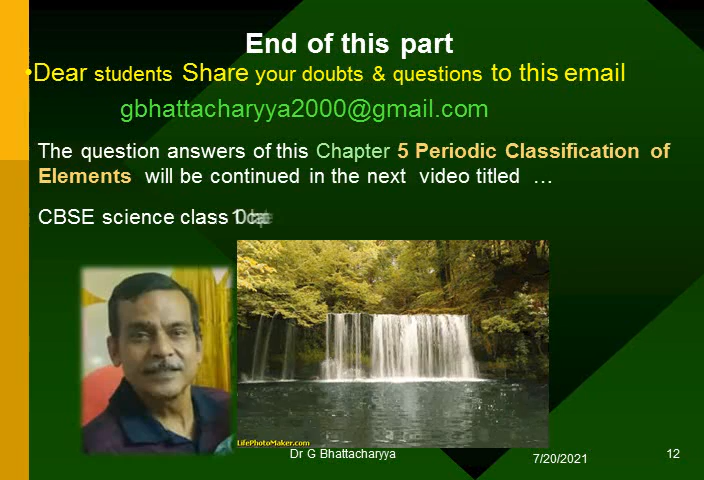 End of this part
•Dear students Share your doubts & questions to this email
gbhattacharyya2000@gmail.com
The question answers of this Chapter 5 Periodic Classification of
Elements will be continued in the next video titled …
CBSE science class 10
LifePhotoMaker.com
Dr G Bhattacharyya
7/20/2021
12